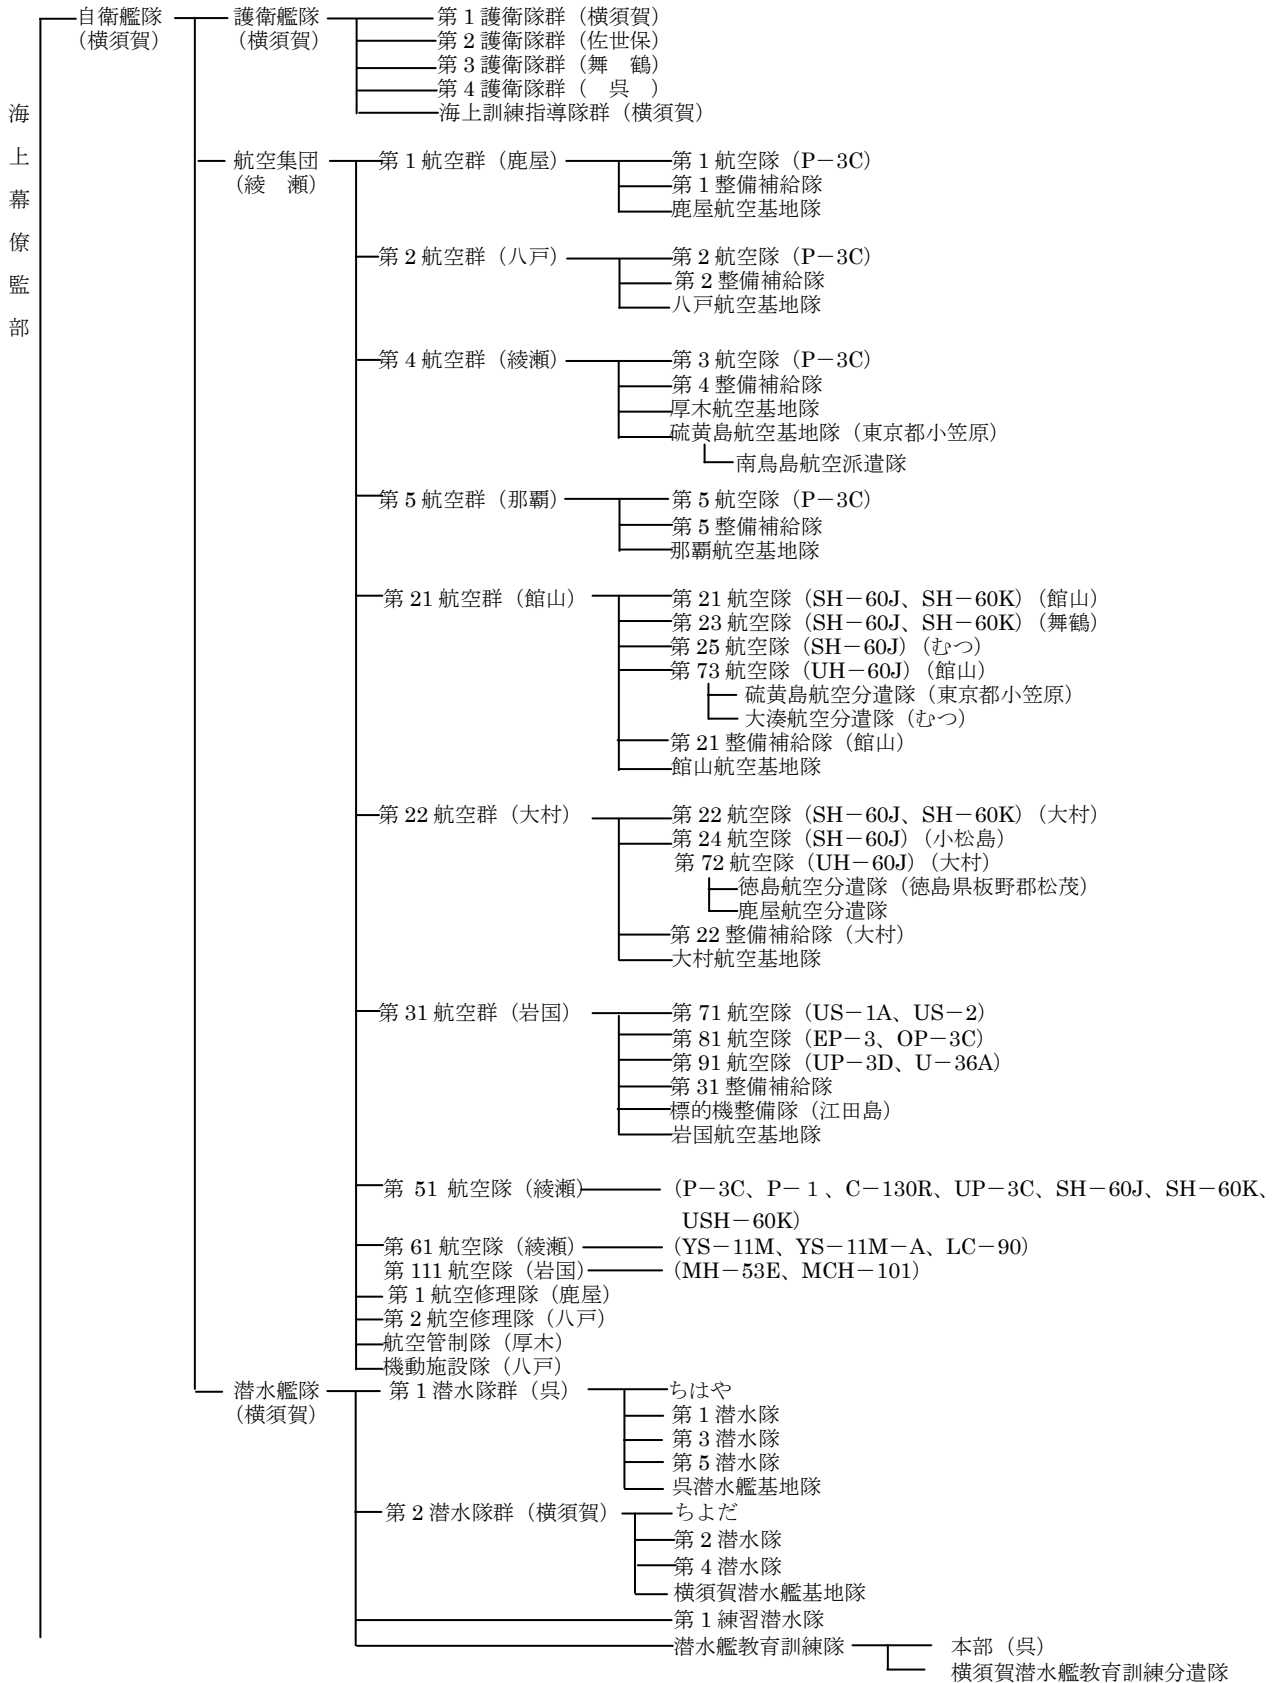 海上幕僚監部
自衛艦隊 護衛艦隊 第1護衛隊群（横須賀）
（横須賀） （横須賀） 第2護衛隊群（佐世保）
第3護衛隊群（舞　鶴）
第4護衛隊群（　呉　）
海上訓練指導隊群（横須賀）
航空集団 第1航空群（鹿屋） 第1航空隊（P－3C）
（綾　瀬） 第1整備補給隊
鹿屋航空基地隊
第2航空群（八戸） 第2航空隊（P－3C）
第2整備補給隊
八戸航空基地隊
第4航空群（綾瀬） 第3航空隊（P－3C）
第4整備補給隊
厚木航空基地隊
硫黄島航空基地隊（東京都小笠原）
南鳥島航空派遣隊
第5航空群（那覇） 第5航空隊（P－3C）
第5整備補給隊
那覇航空基地隊
第21航空群（館山） 第21航空隊（SH－60J、SH－60K）（館山）
第23航空隊（SH－60J、SH－60K）（舞鶴）
第25航空隊（SH－60J）（むつ）
第73航空隊（UH－60J）（館山）
硫黄島航空分遣隊（東京都小笠原）
大湊航空分遣隊（むつ）
第21整備補給隊（館山）
館山航空基地隊
第22航空群（大村） 第22航空隊（SH－60J、SH－60K）（大村）
第24航空隊（SH－60J）（小松島）
第72航空隊（UH－60J）（大村）
徳島航空分遣隊（徳島県板野郡松茂）
鹿屋航空分遣隊
第22整備補給隊（大村）
大村航空基地隊
第31航空群（岩国） 第71航空隊（US－1A、US－2）
第81航空隊（EP－3、OP－3C）
第91航空隊（UP－3D、U－36A）
第31整備補給隊
標的機整備隊（江田島）
岩国航空基地隊
第51航空隊（綾瀬） （P－3C、P－1、C－130R、UP－3C、SH－60J、SH－60K、
USH－60K）
第61航空隊（綾瀬） （YS－11M、YS－11M－A、LC－90）
第111航空隊（岩国） （MH－53E、MCH－101）
第1航空修理隊（鹿屋）
第2航空修理隊（八戸）
航空管制隊（厚木）
機動施設隊（八戸）
潜水艦隊 第1潜水隊群（呉） ちはや
（横須賀） 第1潜水隊
第3潜水隊
第5潜水隊
呉潜水艦基地隊
第2潜水隊群（横須賀） ちよだ
第2潜水隊
第4潜水隊
横須賀潜水艦基地隊
第1練習潜水隊
潜水艦教育訓練隊 本部（呉）
横須賀潜水艦教育訓練分遣隊